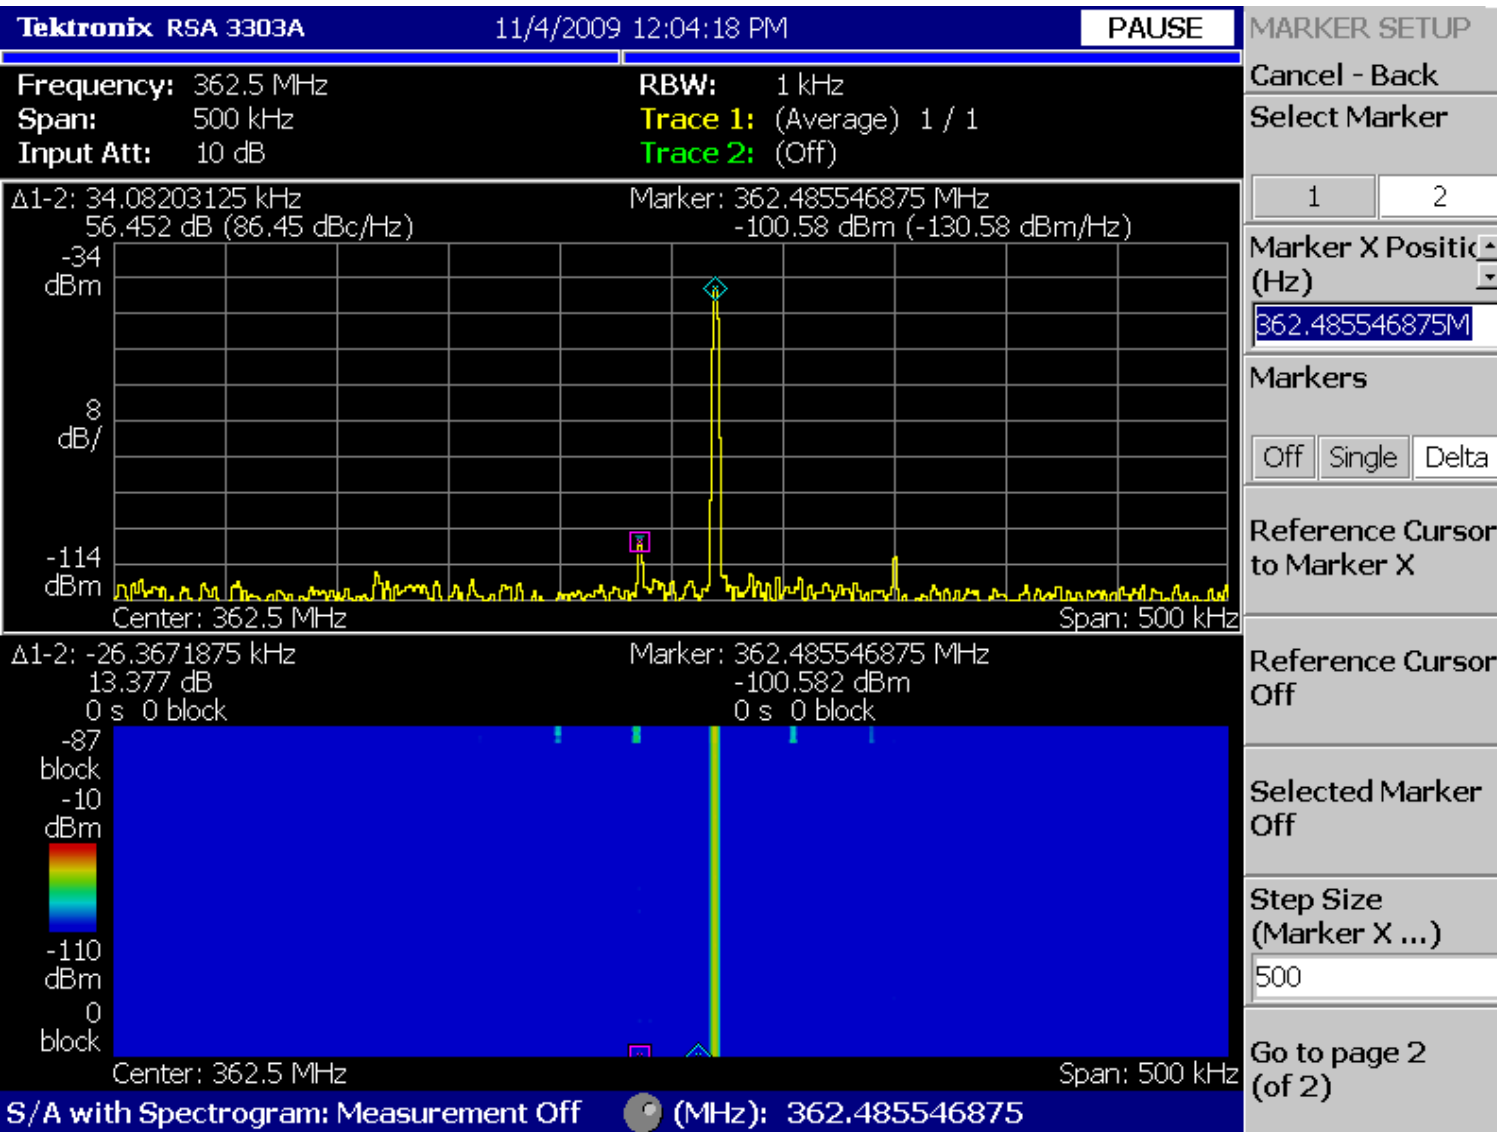 Tektronix RSA 3303A 11/4/2009 12:04:18 PM PAUSE
Frequency: 362.5 MHz RBW: 1 kHz
Span: 500 kHz Trace 1: (Average) 1 / 1
Input Att: 10 dB Trace 2: (Off)
Δ1-2: 34.08203125 kHz Marker: 362.485546875 MHz
56.452 dB (86.45 dBc/Hz) -100.58 dBm (-130.58 dBm/Hz)
-34
dBm
8
dB/
-114
dBm
Center: 362.5 MHz Span: 500 kHz
Δ1-2: -26.3671875 kHz Marker: 362.485546875 MHz
13.377 dB -100.582 dBm
0 s 0 block 0 s 0 block
-87
block
-10
dBm
-110
dBm
0
block
Center: 362.5 MHz Span: 500 kHz
S/A with Spectrogram: Measurement Off (MHz): 362.485546875
MARKER SETUP
Cancel - Back
Select Marker
1 2
Marker X Positic
(Hz)
362.485546875M
Markers
Off Single Delta
Reference Cursor
to Marker X
Reference Cursor
Off
Selected Marker
Off
Step Size
(Marker X ...)
500
Go to page 2
(of 2)